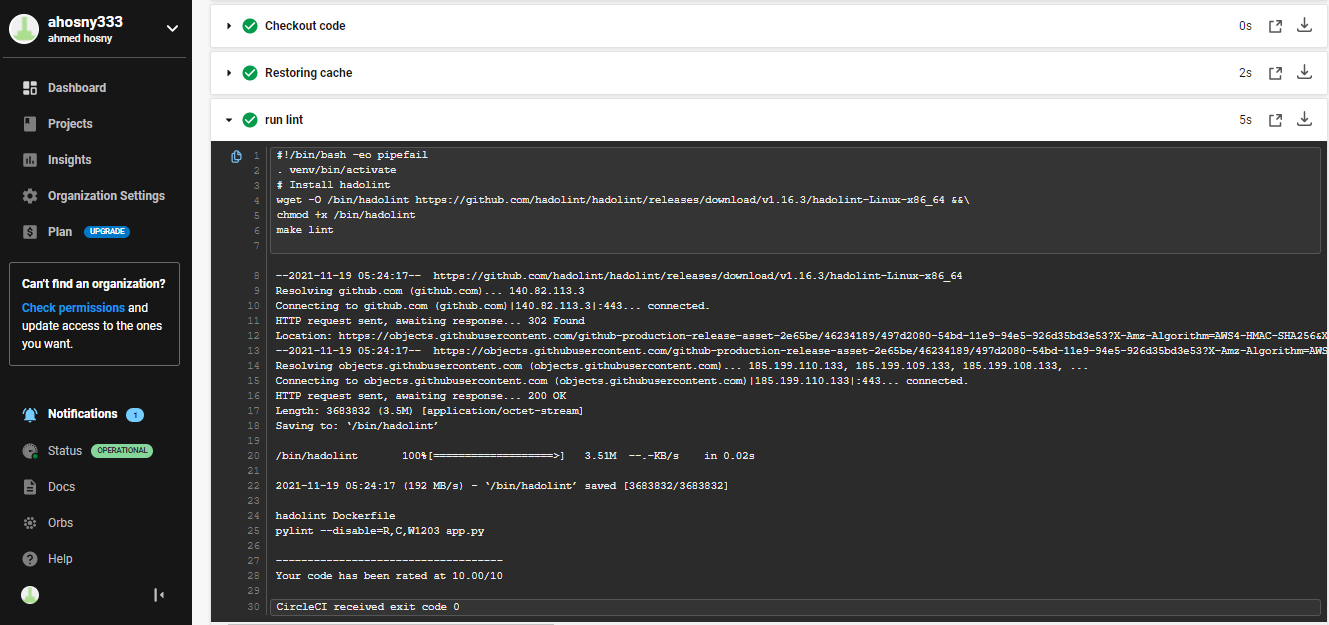 ahosny333
ahmed hosny
Dashboard
Projects
Insights
Organization Settings
Plan UPGRADE
Can't find an organization?
Check permissions and
update access to the ones
you want.
Notifications 1
Status OPERATIONAL
Docs
Orbs
Help
Checkout code 0s
Restoring cache 2s
run lint 5s
1 #!/bin/bash -eo pipefail
2 . venv/bin/activate
3 # Install hadolint
4 wget -O /bin/hadolint https://github.com/hadolint/hadolint/releases/download/v1.16.3/hadolint-Linux-x86_64 &&\
5 chmod +x /bin/hadolint
6 make lint
7
8 --2021-11-19 05:24:17--  https://github.com/hadolint/hadolint/releases/download/v1.16.3/hadolint-Linux-x86_64
9 Resolving github.com (github.com)... 140.82.113.3
10 Connecting to github.com (github.com)|140.82.113.3|:443... connected.
11 HTTP request sent, awaiting response... 302 Found
12 Location: https://objects.githubusercontent.com/github-production-release-asset-2e65be/46234189/497d2080-54bd-11e9-94e5-926d35bd3e53?X-Amz-Algorithm=AWS4-HMAC-SHA256&X
13 --2021-11-19 05:24:17--  https://objects.githubusercontent.com/github-production-release-asset-2e65be/46234189/497d2080-54bd-11e9-94e5-926d35bd3e53?X-Amz-Algorithm=AWS
14 Resolving objects.githubusercontent.com (objects.githubusercontent.com)... 185.199.110.133, 185.199.109.133, 185.199.108.133, ...
15 Connecting to objects.githubusercontent.com (objects.githubusercontent.com)|185.199.110.133|:443... connected.
16 HTTP request sent, awaiting response... 200 OK
17 Length: 3683832 (3.5M) [application/octet-stream]
18 Saving to: ‘/bin/hadolint’
19
20 /bin/hadolint       100%[===================>]   3.51M  --.-KB/s    in 0.02s
21
22 2021-11-19 05:24:17 (192 MB/s) - ‘/bin/hadolint’ saved [3683832/3683832]
23
24 hadolint Dockerfile
25 pylint --disable=R,C,W1203 app.py
26
27 ------------------------------------
28 Your code has been rated at 10.00/10
29
30 CircleCI received exit code 0